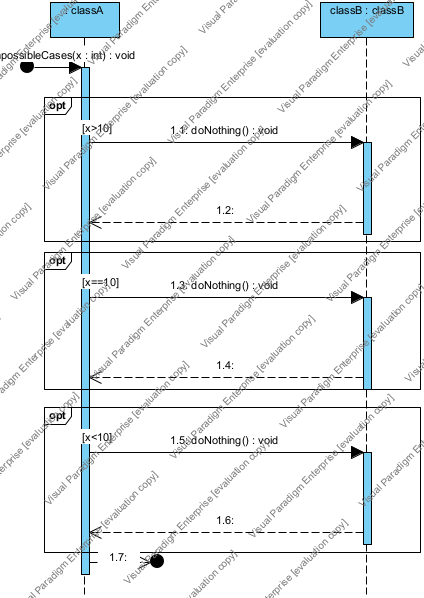 : classA
classB : classB
mpossibleCases(x : int) : void
opt
[x>10]
1.1: doNothing() : void
1.2:
opt
[x==10]
1.3: doNothing() : void
1.4:
opt
[x<10]
1.5: doNothing() : void
1.6:
1.7:
Visual Paradigm Enterprise [evaluation copy]